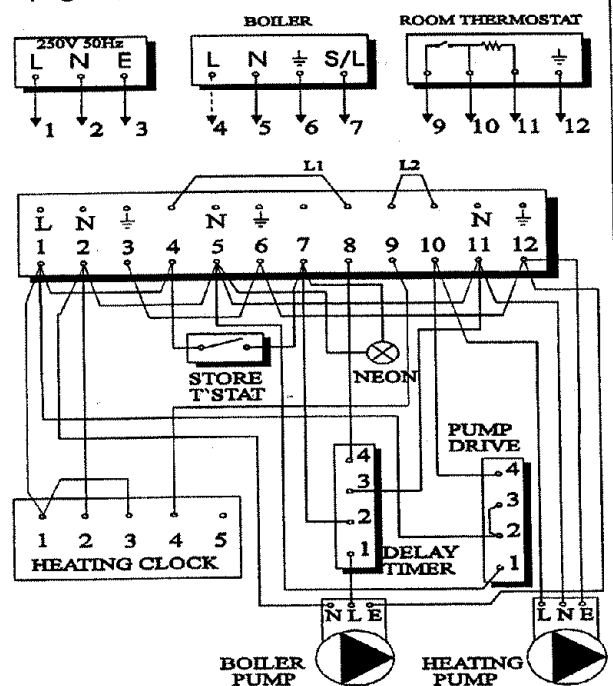 BOILER
ROOM THERMOSTAT
250V 50Hz
L N E
L N S/L
1 2 3
4 5 6 7
9 10 11 12
L1 L2
L N N N
1 2 3 4 5 6 7 8 9 10 11 12
STORE
T`STAT
NEON
PUMP
DRIVE
4
3
2
1
4
3
2
1
DELAY
TIMER
1 2 3 4 5
HEATING CLOCK
N L E
L N E
BOILER
PUMP
HEATING
PUMP